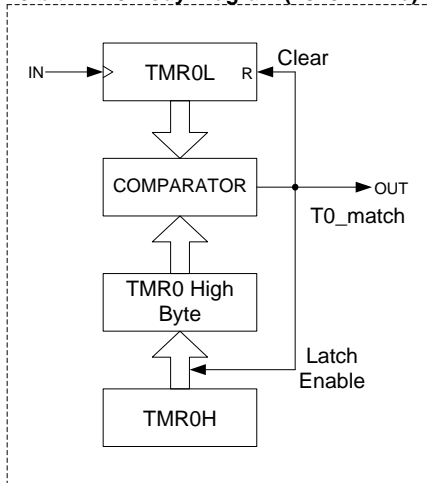 IN
TMR0L
R
Clear
COMPARATOR
OUT
T0_match
TMR0 High
Byte
Latch
Enable
TMR0H